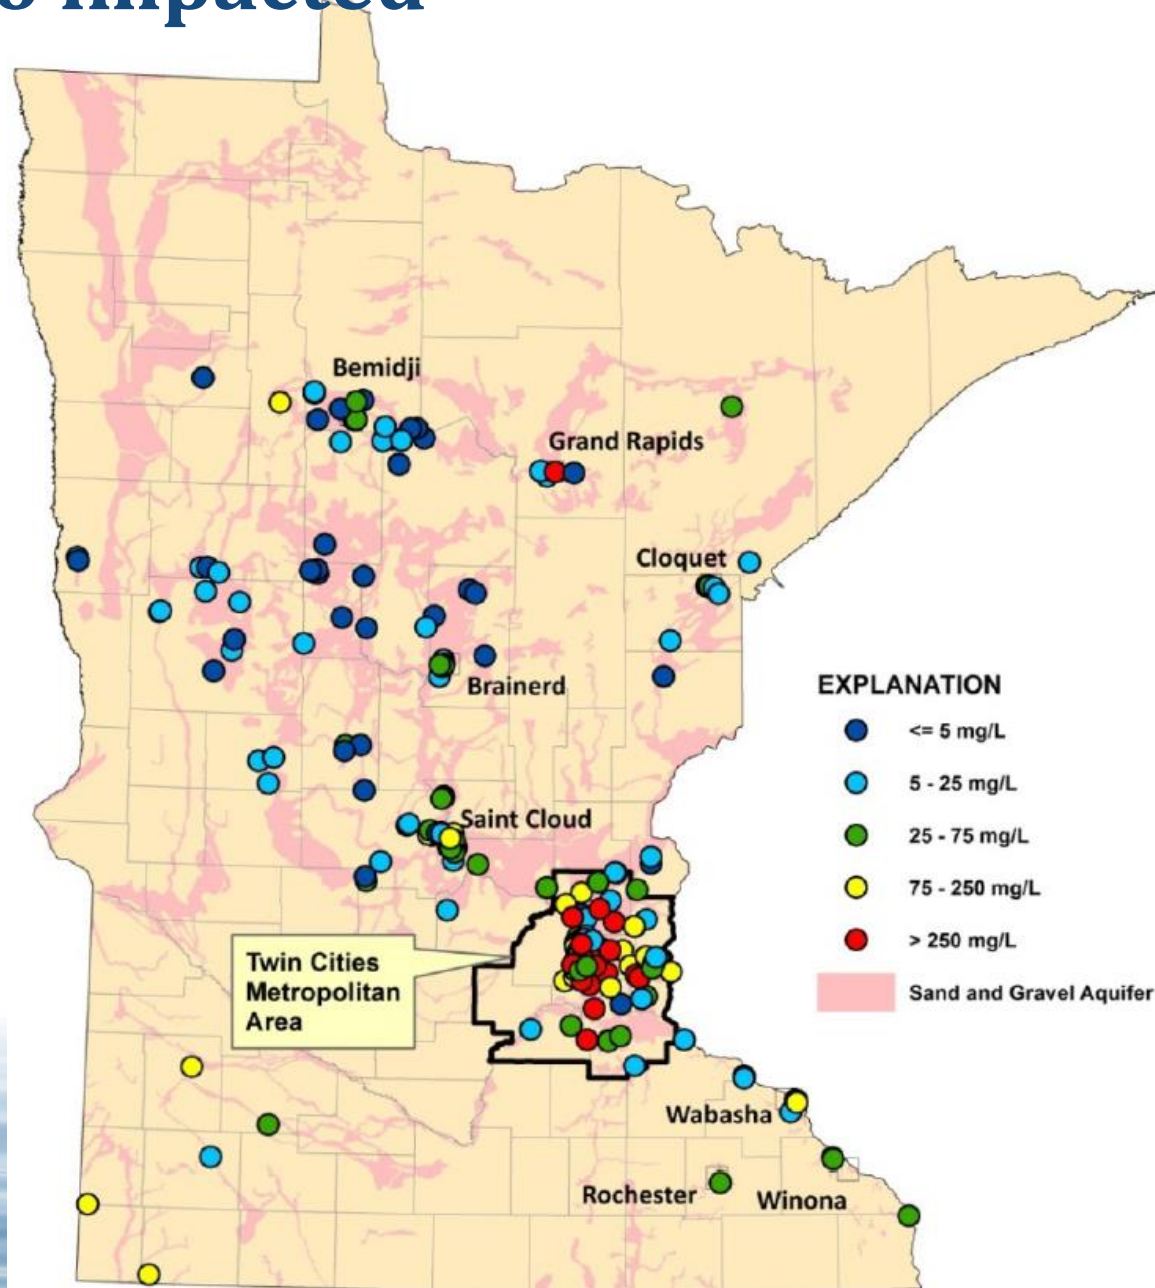 impacted
Bemidji
Grand Rapids
Cloquet
Brainerd
EXPLANATION
<= 5 mg/L
5 - 25 mg/L
25 - 75 mg/L
75 - 250 mg/L
> 250 mg/L
Sand and Gravel Aquifer
Saint Cloud
Twin Cities
Metropolitan
Area
Wabasha
Rochester
Winona